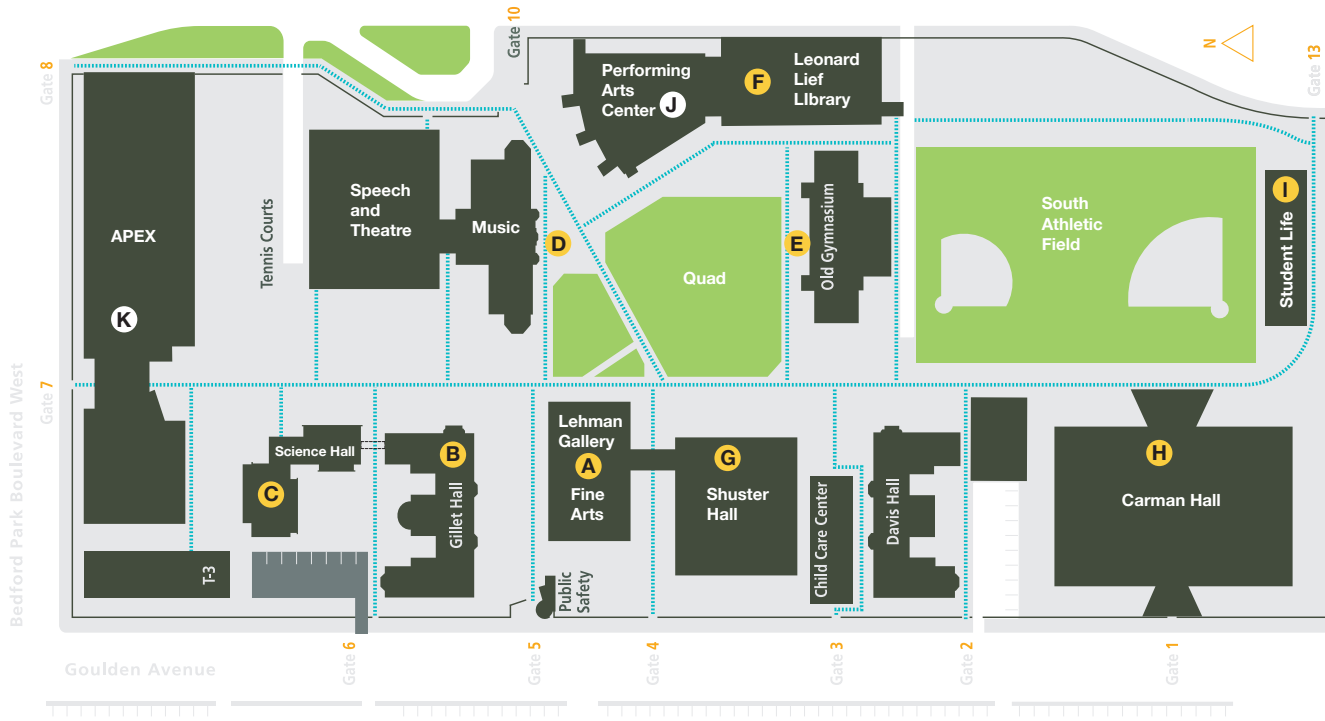 Gate 8
Gate 10
N
Gate 13
Performing
Arts
Center
J
F
Leonard
Lief
LIbrary
APEX
K
Tennis Courts
Speech
and
Theatre
Music
D
Quad
E
Old Gymnasium
South
Athletic
Field
I
Student Life
Bedford Park Boulevard West
Gate 7
Science Hall
C
T-3
B
Gillet Hall
Lehman
Gallery
A
Fine
Arts
Public
Safety
G
Shuster
Hall
Child Care Center
Davis Hall
H
Carman Hall
Goulden Avenue
Gate 6
Gate 5
Gate 4
Gate 3
Gate 2
Gate 1